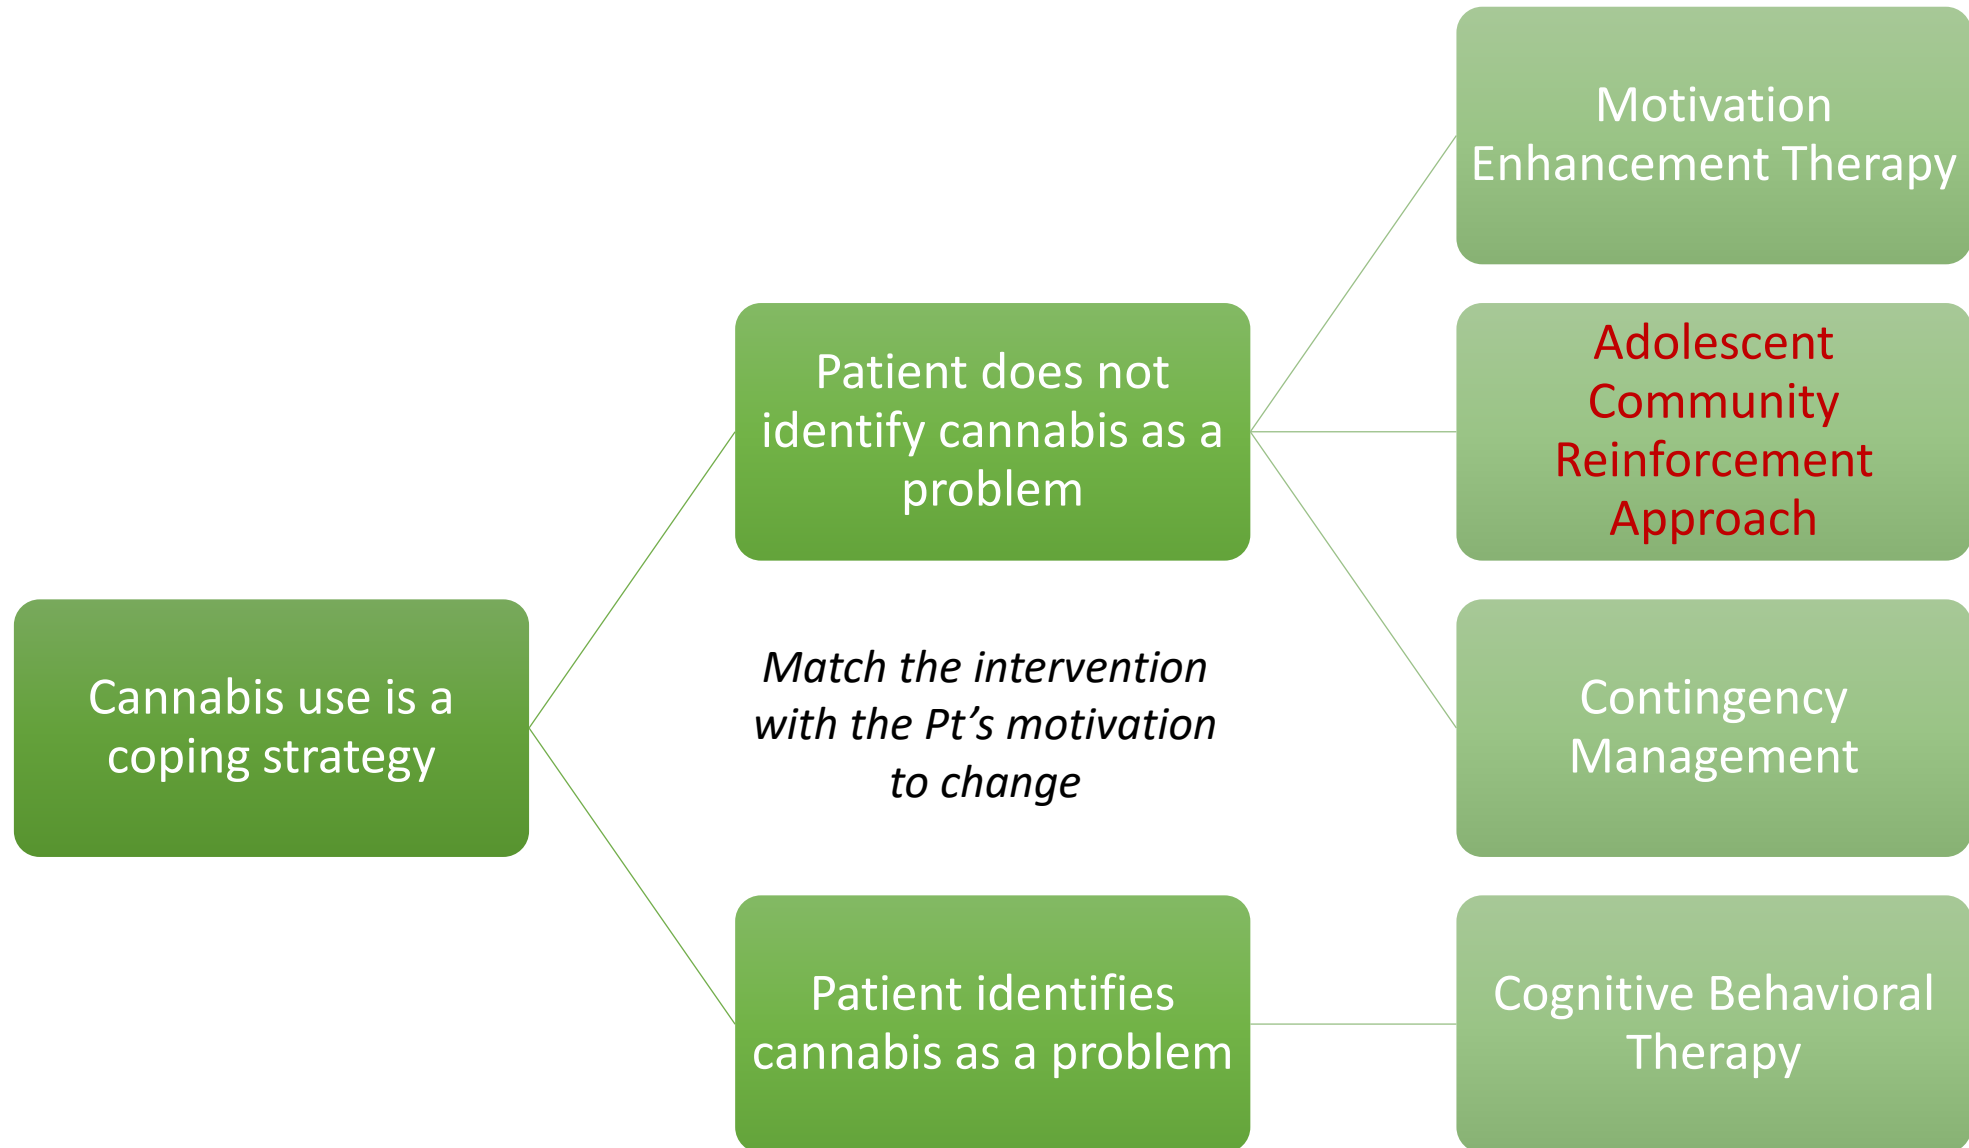 Motivation
Enhancement Therapy
Adolescent
Community
Reinforcement
Approach
Patient does not
identify cannabis as a
problem
Match the intervention
with the Pt’s motivation
to change
Cannabis use is a
coping strategy
Contingency
Management
Patient identifies
cannabis as a problem
Cognitive Behavioral
Therapy